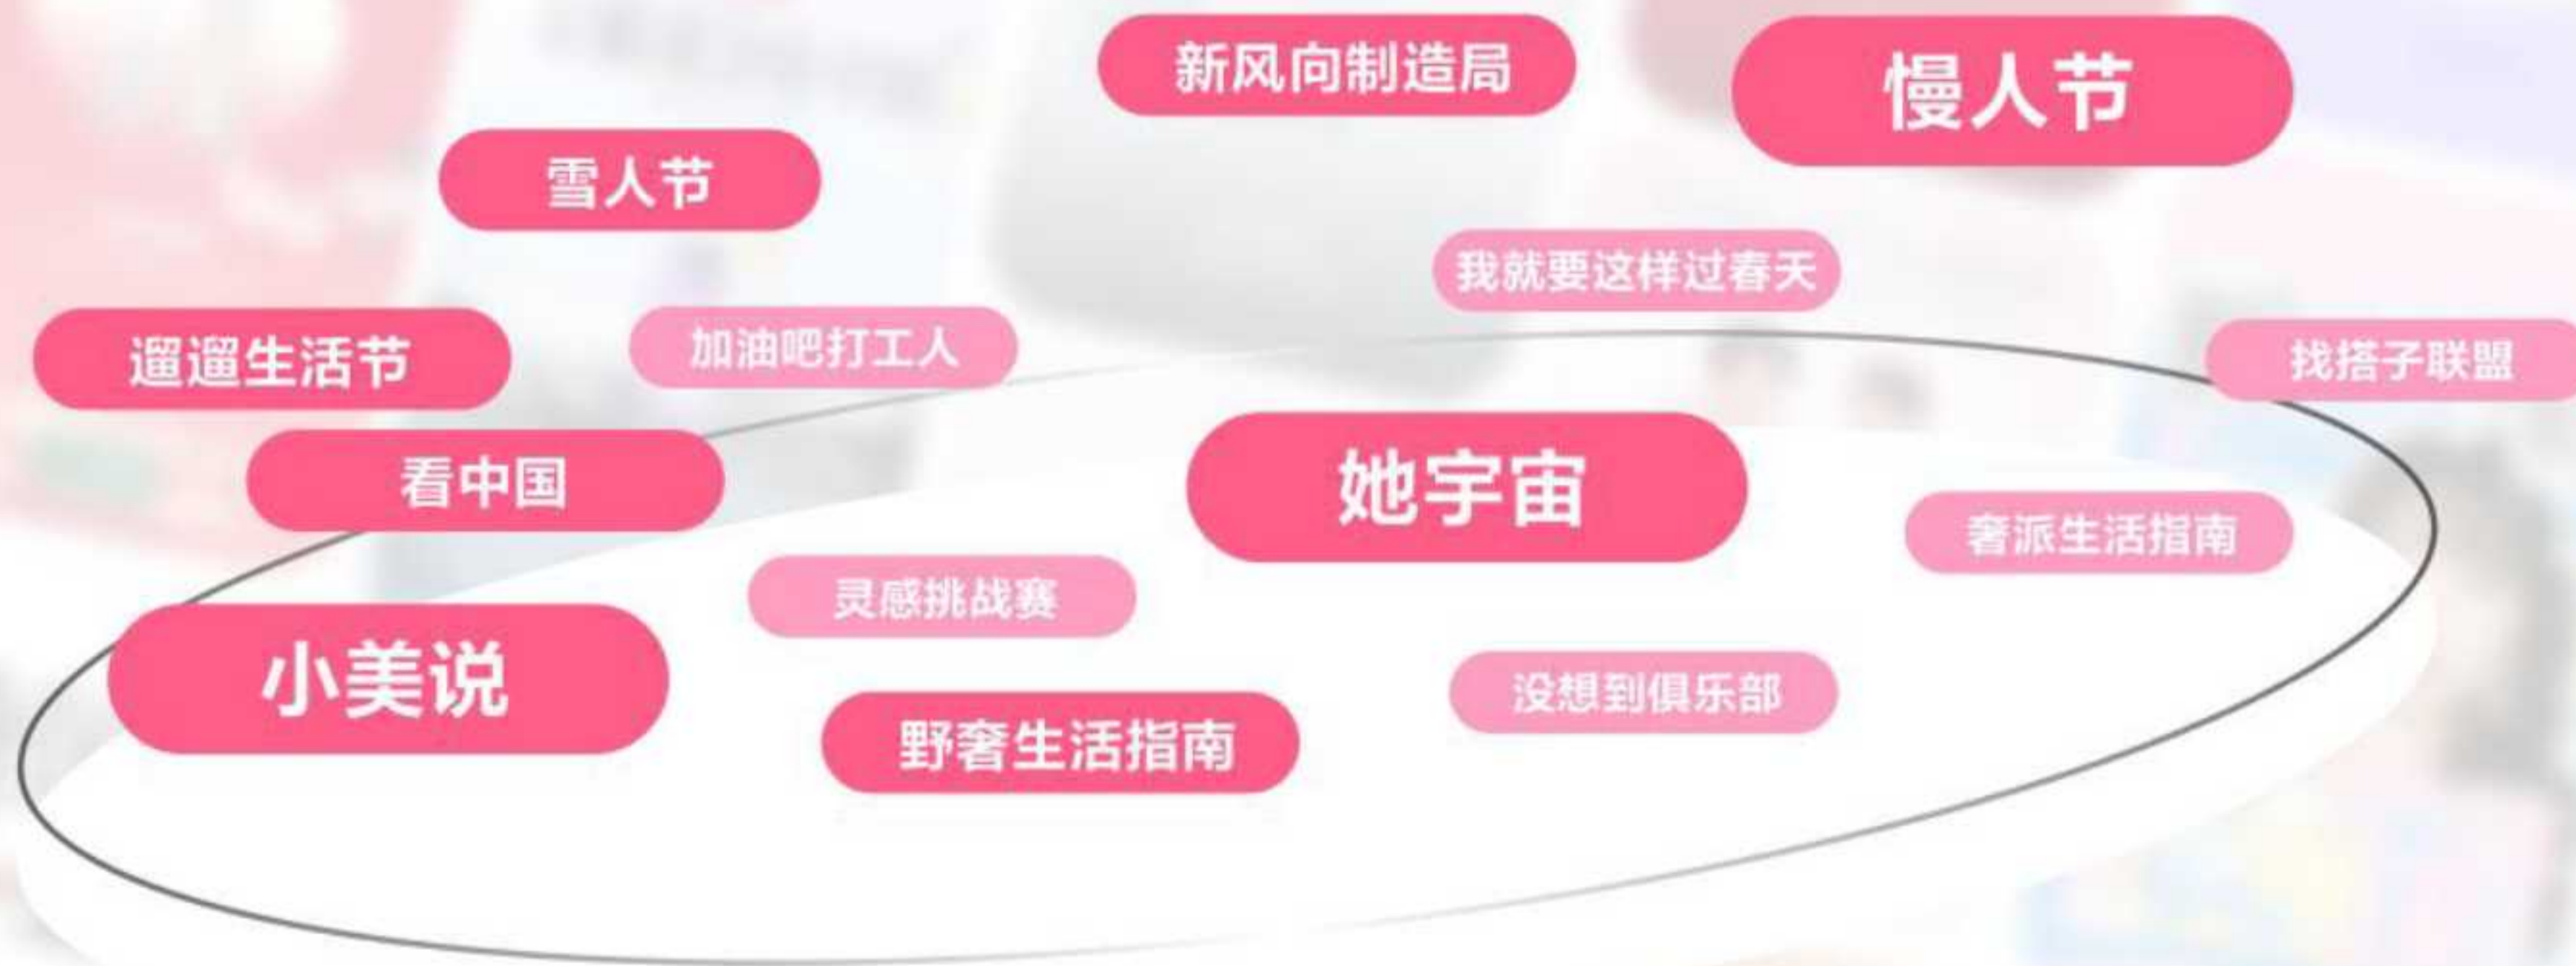 新风向制造局
慢人节
雪人节
我就要这样过春天
遛遛生活节
加油吧打工人
找搭子联盟
看中国
她宇宙
奢派生活指南
灵感挑战赛
小美说
没想到俱乐部
野奢生活指南